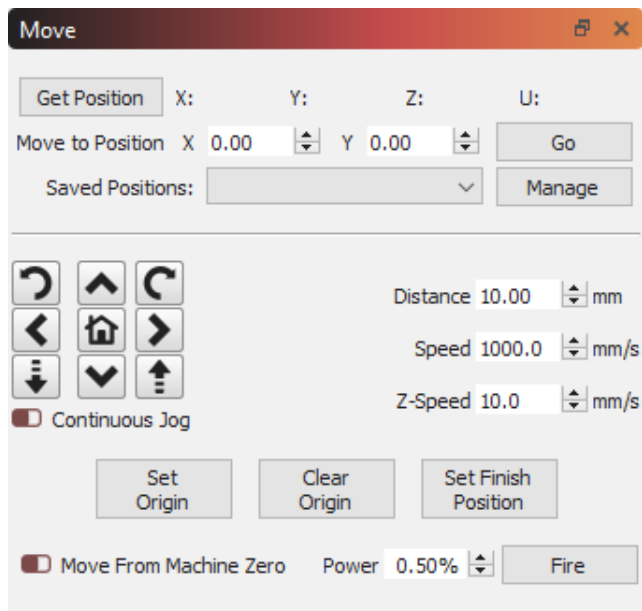 Move
Get Position X: Y: Z: U:
Move to Position X 0.00 Y 0.00 Go
Saved Positions: Manage
Distance 10.00 mm
Speed 1000.0 mm/s
Z-Speed 10.0 mm/s
Continuous Jog
Set Clear Set Finish
Origin Origin Position
Move From Machine Zero Power 0.50% Fire